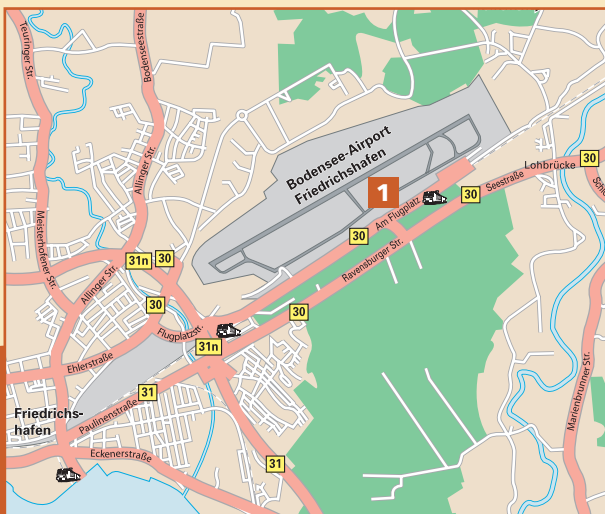 Teuringer Str.
Bodenseestraße
Bodensee-Airport
Friedrichshafen
1
Allinger Str.
Lohbrücke
30
Seestraße
30
Am Flugplatz
30
Meisterhofener Str.
Ravensburger Str.
31n
30
Allinger Str.
30
30
Flugplatzstr.
31n
Ehlerstraße
Marienbrunner Str.
31
Friedrichs-
hafen
Paulinenstraße
Eckenerstraße
31